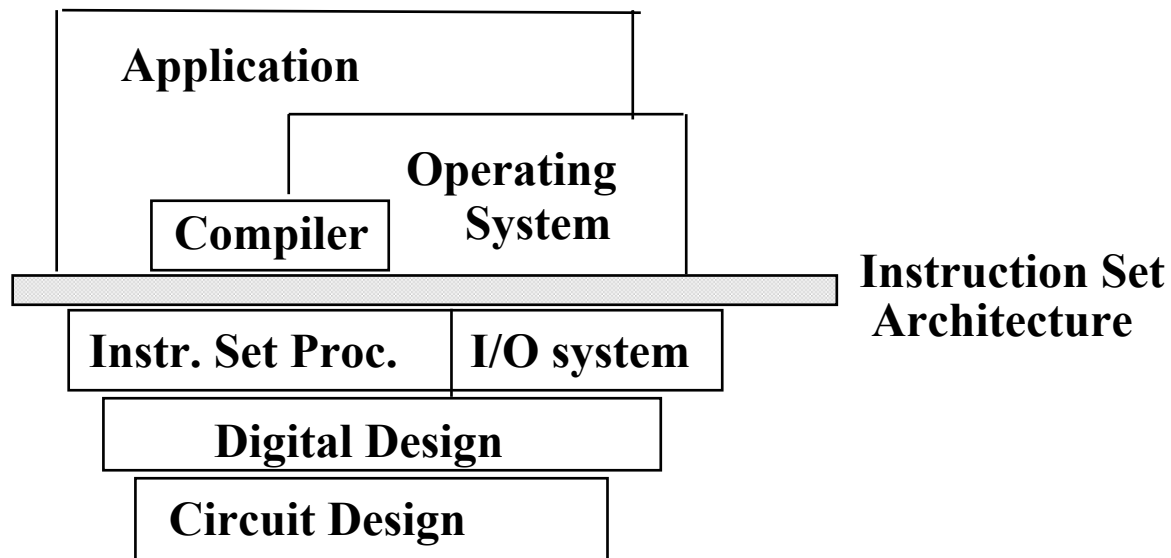 Application
Operating
System
Compiler
Instruction Set
Architecture
Instr. Set Proc.
I/O system
Digital Design
Circuit Design